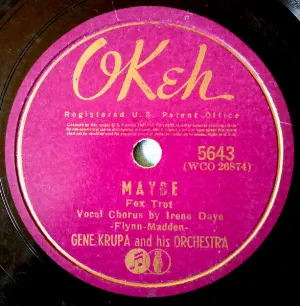 OKeh
Registered U.S. Patent Office
5643
(WCO 26874)
MAYBE
Fox Trot
Vocal Chorus by Irene Daye
-Flynn-Madden-
GENE KRUPA and his ORCHESTRA